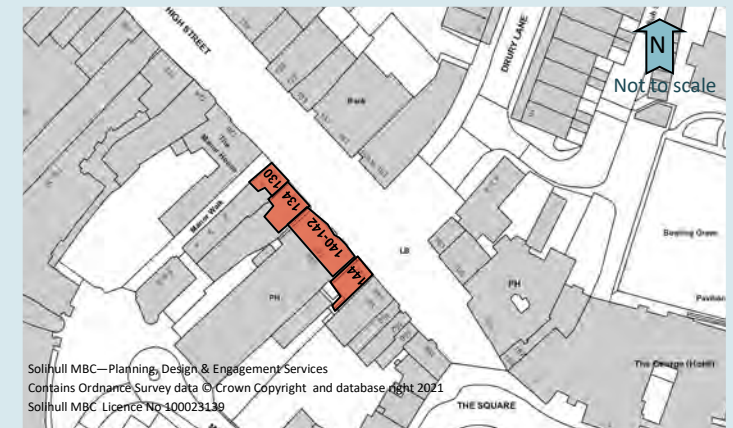 HIGH STREET
DRURY LANE
N
Not to scale
Bank
The
Manor House
Manor Walk
130
134
140-142
144
LB
PH
PH
Bowling Green
Pavilion
The George (Hotel)
THE SQUARE
Solihull MBC—Planning, Design & Engagement Services
Contains Ordnance Survey data © Crown Copyright and database right 2021
Solihull MBC Licence No 100023139